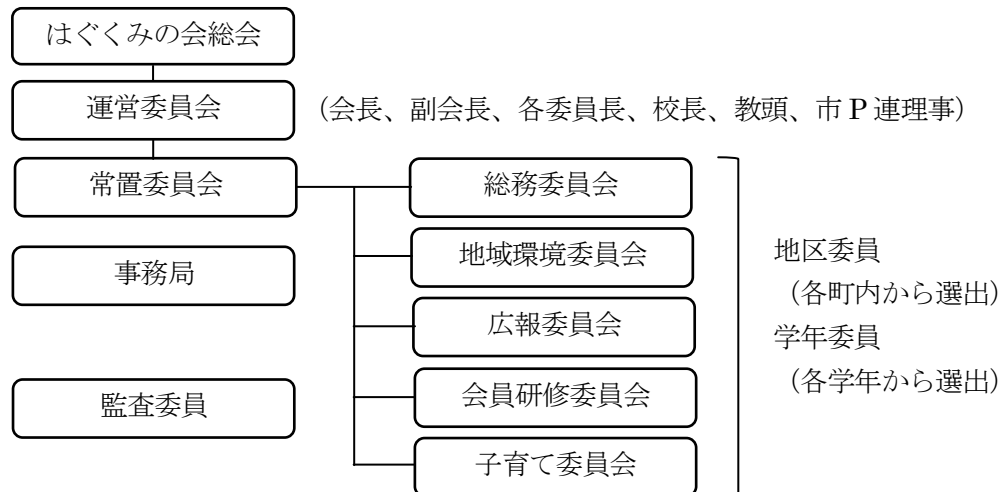 はぐくみの会総会
運営委員会
(会長、副会長、各委員長、校長、教頭、市P連理事)
常置委員会
総務委員会
地域環境委員会
広報委員会
会員研修委員会
子育て委員会
事務局
監査委員
地区委員
(各町内から選出)
学年委員
(各学年から選出)